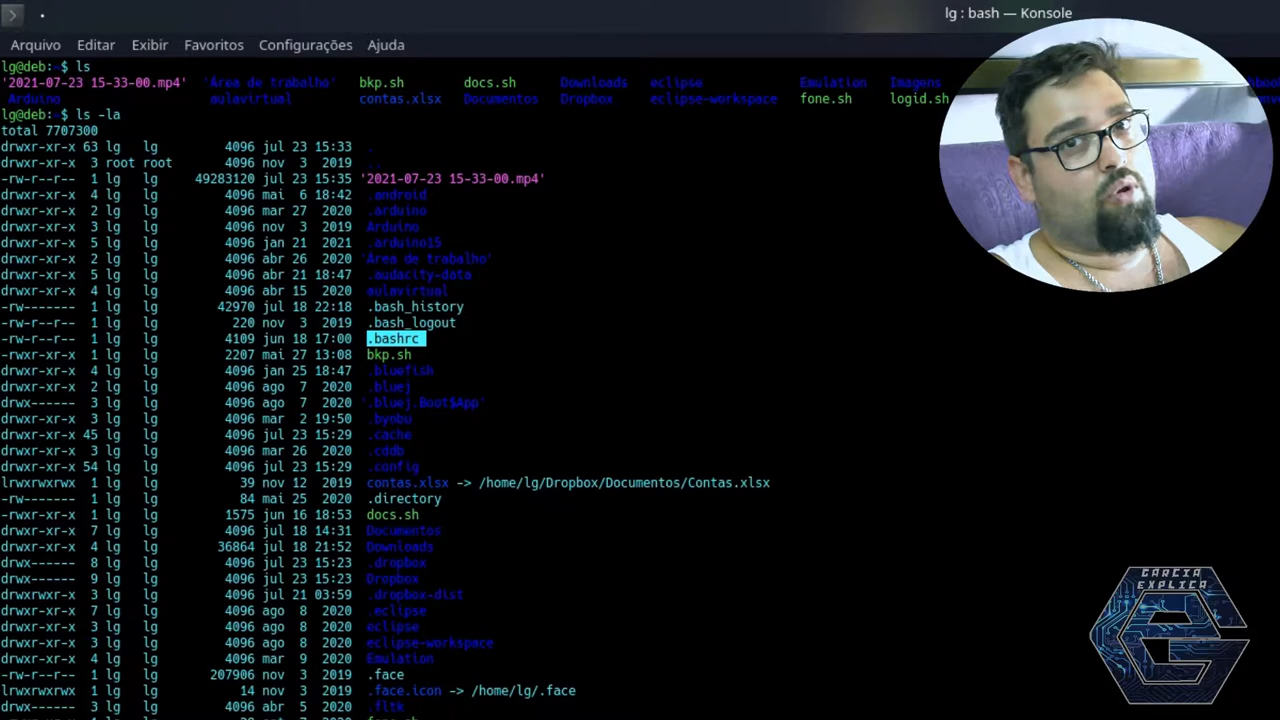 lg : bash — Konsole
Arquivo Editar Exibir Favoritos Configurações Ajuda
lg@deb:~$ ls
'2021-07-23 15-33-00.mp4' 'Área de trabalho' bkp.sh docs.sh Downloads eclipse Emulation Imagens
Arduino aulavirtual contas.xlsx Documentos Dropbox eclipse-workspace fone.sh logid.sh
lg@deb:~$ ls -la
total 7707300
drwxr-xr-x 63 lg lg 4096 jul 23 15:33 .
drwxr-xr-x 3 root root 4096 nov 3 2019 ..
-rw-r--r-- 1 lg lg 49283120 jul 23 15:35 '2021-07-23 15-33-00.mp4'
drwxr-xr-x 4 lg lg 4096 mai 6 18:42 .android
drwxr-xr-x 2 lg lg 4096 mar 27 2020 .arduino
drwxr-xr-x 3 lg lg 4096 nov 3 2019 Arduino
drwxr-xr-x 5 lg lg 4096 jan 21 2021 .arduino15
drwxr-xr-x 2 lg lg 4096 abr 26 2020 'Área de trabalho'
drwxr-xr-x 5 lg lg 4096 abr 21 18:47 .audacity-data
drwxr-xr-x 4 lg lg 4096 abr 15 2020 aulavirtual
-rw------- 1 lg lg 42970 jul 18 22:18 .bash_history
-rw-r--r-- 1 lg lg 220 nov 3 2019 .bash_logout
-rw-r--r-- 1 lg lg 4109 jun 18 17:00 .bashrc
-rwxr-xr-x 1 lg lg 2207 mai 27 13:08 bkp.sh
drwxr-xr-x 4 lg lg 4096 jan 25 18:47 .bluefish
drwxr-xr-x 2 lg lg 4096 ago 7 2020 .bluej
drwx------ 3 lg lg 4096 ago 7 2020 '.bluej.Boot$App'
drwxr-xr-x 3 lg lg 4096 mar 2 19:50 .byobu
drwxr-xr-x 45 lg lg 4096 jul 23 15:29 .cache
drwxr-xr-x 3 lg lg 4096 mar 26 2020 .cddb
drwxr-xr-x 54 lg lg 4096 jul 23 15:29 .config
lrwxrwxrwx 1 lg lg 39 nov 12 2019 contas.xlsx -> /home/lg/Dropbox/Documentos/Contas.xlsx
-rw------- 1 lg lg 84 mai 25 2020 .directory
-rwxr-xr-x 1 lg lg 1575 jun 16 18:53 docs.sh
drwxr-xr-x 7 lg lg 4096 jul 18 14:31 Documentos
drwxr-xr-x 4 lg lg 36864 jul 18 21:52 Downloads
drwx------ 8 lg lg 4096 jul 23 15:23 .dropbox
drwx------ 9 lg lg 4096 jul 23 15:23 Dropbox
drwxrwxr-x 3 lg lg 4096 jul 21 03:59 .dropbox-dist
drwxr-xr-x 7 lg lg 4096 ago 8 2020 .eclipse
drwxr-xr-x 3 lg lg 4096 ago 8 2020 eclipse
drwxr-xr-x 3 lg lg 4096 ago 8 2020 eclipse-workspace
drwxr-xr-x 4 lg lg 4096 mar 9 2020 Emulation
-rw-r--r-- 1 lg lg 207906 nov 3 2019 .face
lrwxrwxrwx 1 lg lg 14 nov 3 2019 .face.icon -> /home/lg/.face
drwxr-xr-x 3 lg lg 4096 abr 5 2020 .fltk
GARCIA
EXPLICA